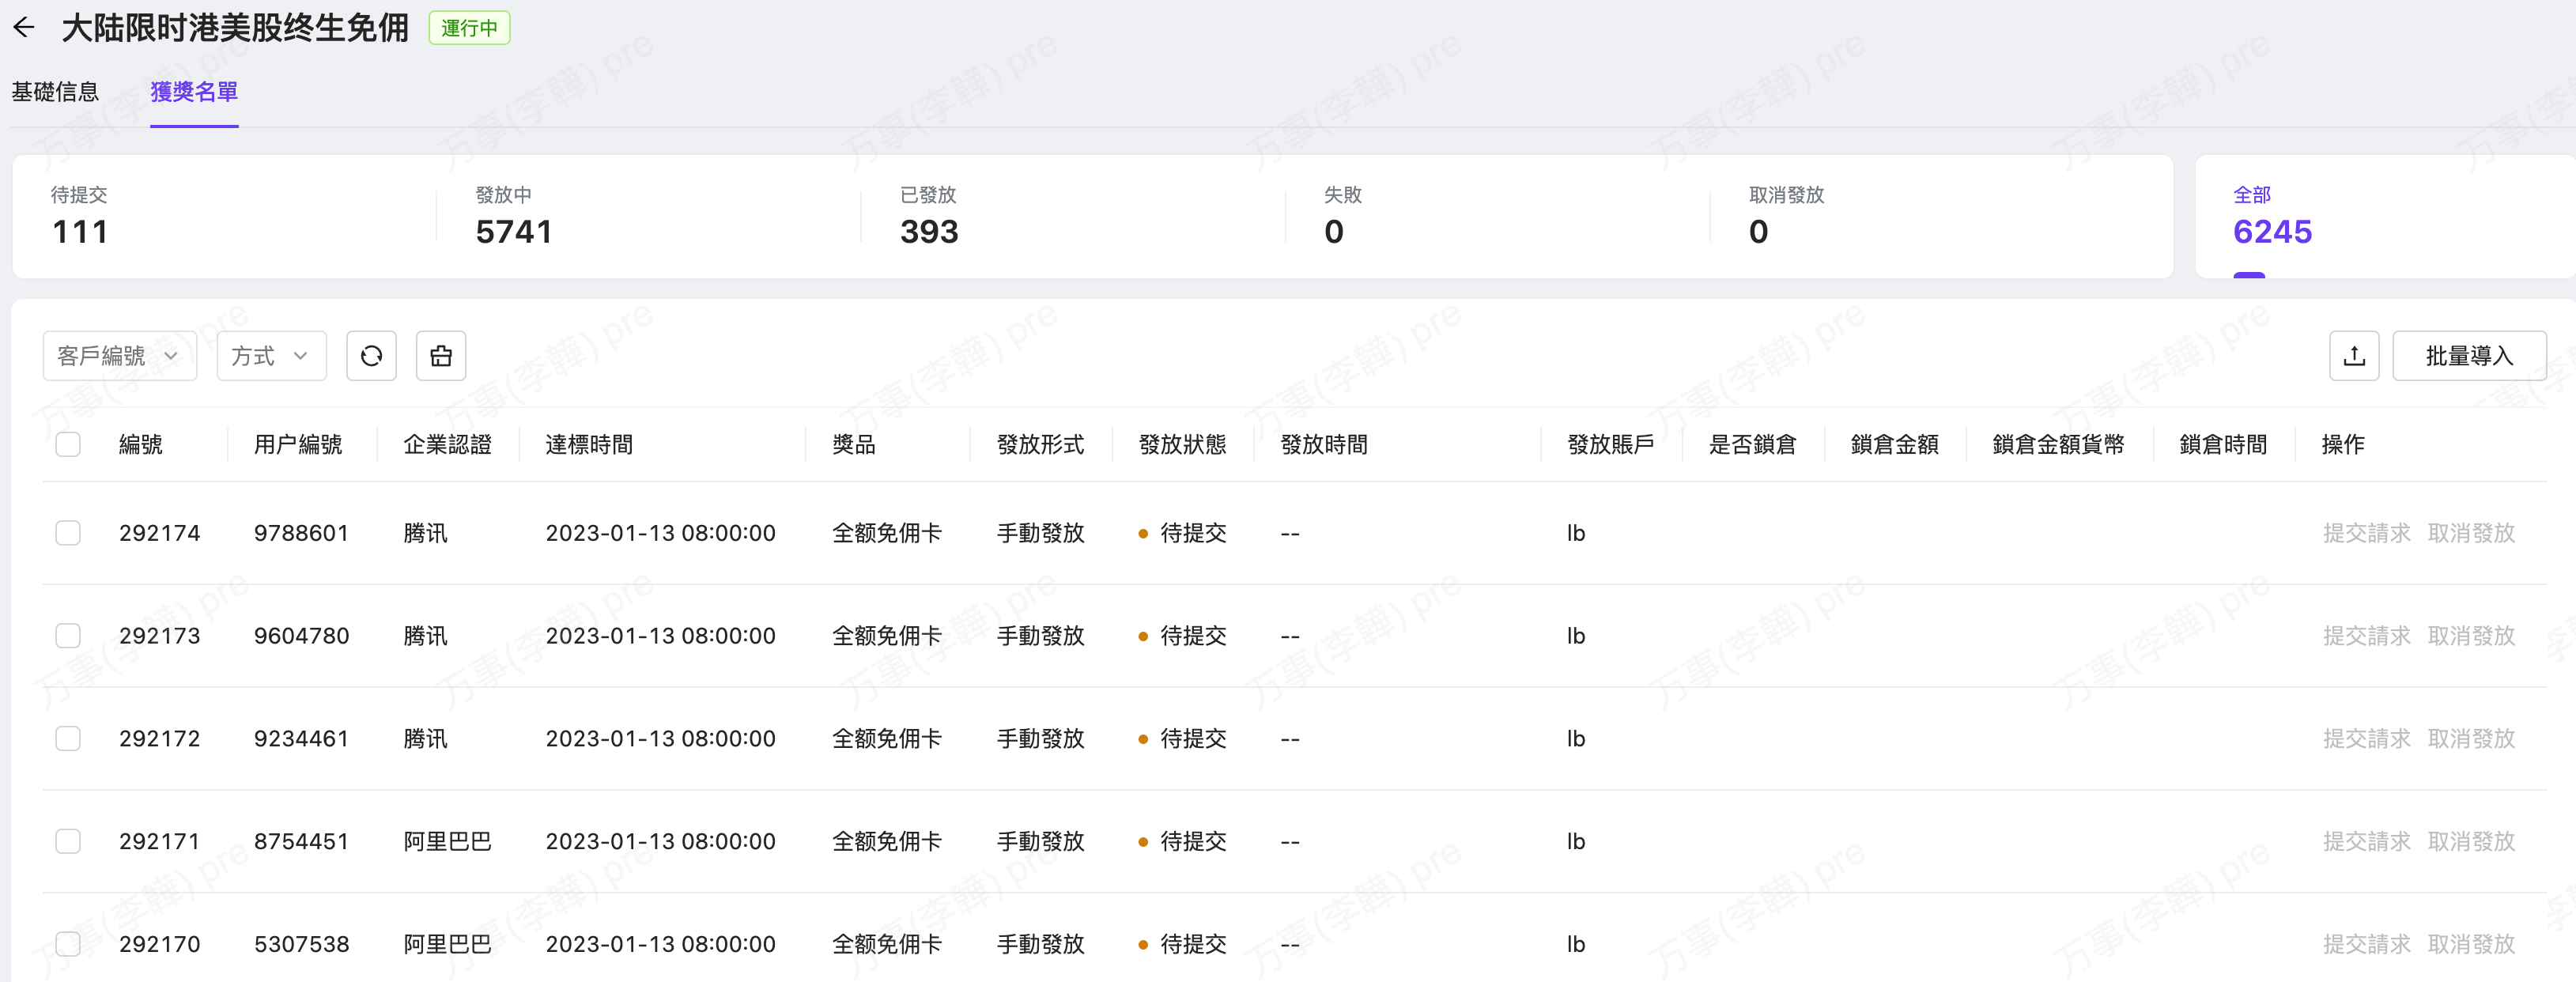 大陆限时港美股终生免佣 運行中
基礎信息 獲獎名單
待提交 發放中 已發放 失敗 取消發放 全部
111 5741 393 0 0 6245
客戶編號 方式 批量導入
編號 用户編號 企業認證 達標時間 獎品 發放形式 發放狀態 發放時間 發放賬戶 是否鎖倉 鎖倉金額 鎖倉金額貨幣 鎖倉時間 操作
292174 9788601 腾讯 2023-01-13 08:00:00 全额免佣卡 手動發放 待提交 -- lb 提交請求 取消發放
292173 9604780 腾讯 2023-01-13 08:00:00 全额免佣卡 手動發放 待提交 -- lb 提交請求 取消發放
292172 9234461 腾讯 2023-01-13 08:00:00 全额免佣卡 手動發放 待提交 -- lb 提交請求 取消發放
292171 8754451 阿里巴巴 2023-01-13 08:00:00 全额免佣卡 手動發放 待提交 -- lb 提交請求 取消發放
292170 5307538 阿里巴巴 2023-01-13 08:00:00 全额免佣卡 手動發放 待提交 -- lb 提交請求 取消發放
万事(李韡) pre